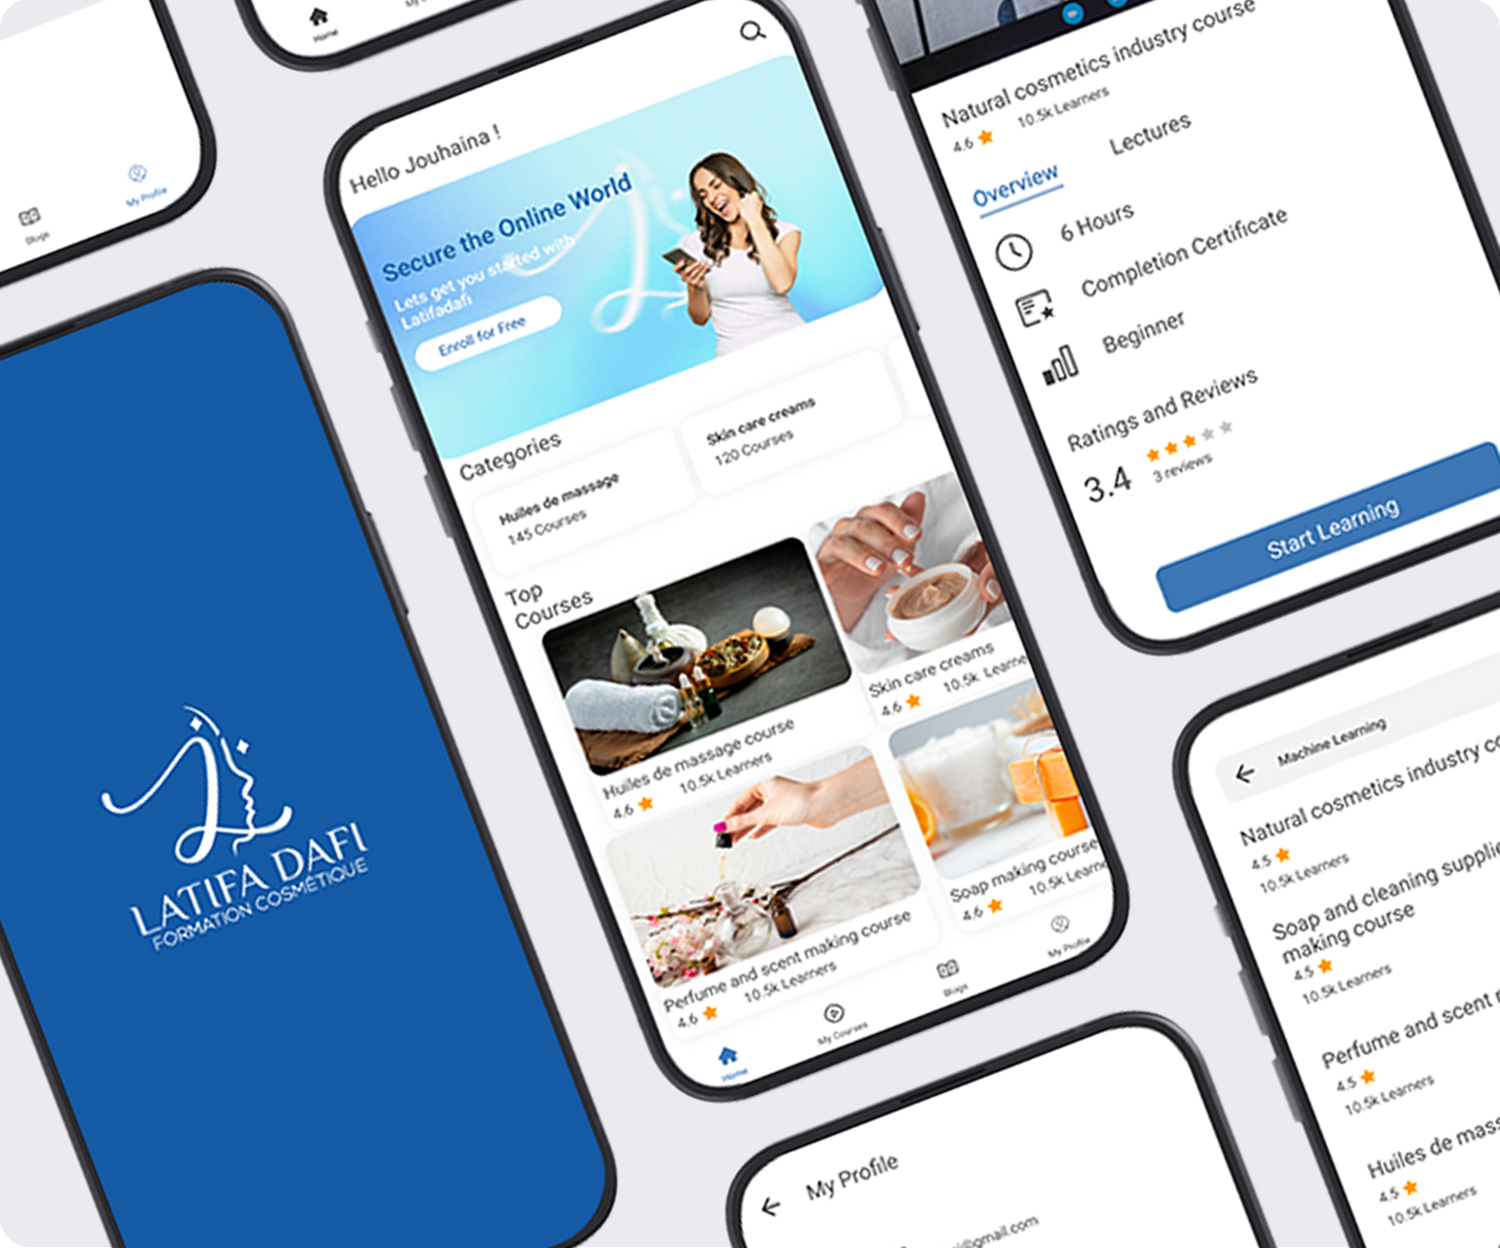 Home
Blogs
My Profile
LATIFA DAFI
FORMATION COSMÉTIQUE
Hello Jouhaina !
Secure the Online World
Lets get you started with
Latifadafi
Enroll for Free
Categories
Huiles de massage
145 Courses
Skin care creams
120 Courses
Top
Courses
Huiles de massage course
4.6 10.5k Learners
Skin care creams
4.6 10.5k Learne
Perfume and scent making course
4.6 10.5k Learners
Soap making course
4.6 10.5k Learne
Home
My Courses
Blogs
My Profile
Natural cosmetics industry course
4.6 10.5k Learners
Overview
Lectures
6 Hours
Completion Certificate
Beginner
Ratings and Reviews
3.4
3 reviews
Start Learning
Machine Learning
Natural cosmetics industry co
4.5
10.5k Learners
Soap and cleaning supplie
making course
4.5
10.5k Learners
Perfume and scent
4.5
10.5k Learners
Huiles de mass
4.5
10.5k Learners
My Profile
@gmail.com